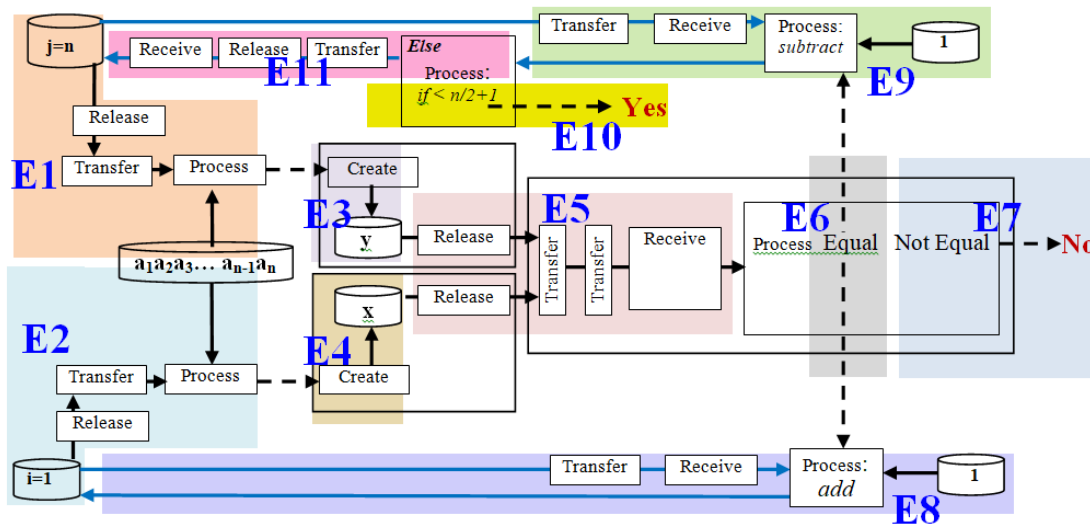 j=n
Transfer
Receive
Process:
subtract
1
Receive
Release
Transfer
Else
Process:
if < n/2+1
E11
E9
Yes
E10
Release
E1
Transfer
Process
Create
E3
y
Release
E5
Transfer
Transfer
Receive
E6
Process Equal
E7
Not Equal
No
a1a2a3… an-1an
x
Release
E2
E4
Transfer
Process
Create
Release
i=1
Transfer
Receive
Process:
add
1
E8